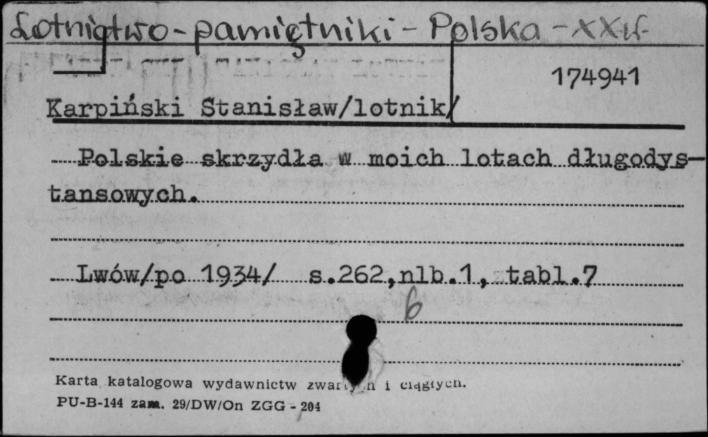 Lotnictwo - pamiętniki - Polska - XX w.
174941
Karpiński Stanisław/lotnik/
Polskie skrzydła w moich lotach długodys-
tansowych.
Lwów/po 1934/ s.262,nlb.1, tabl.7
6
Karta katalogowa wydawnictw zwartych i ciągłych.
PU-B-144 zam. 29/DW/On ZGG - 204